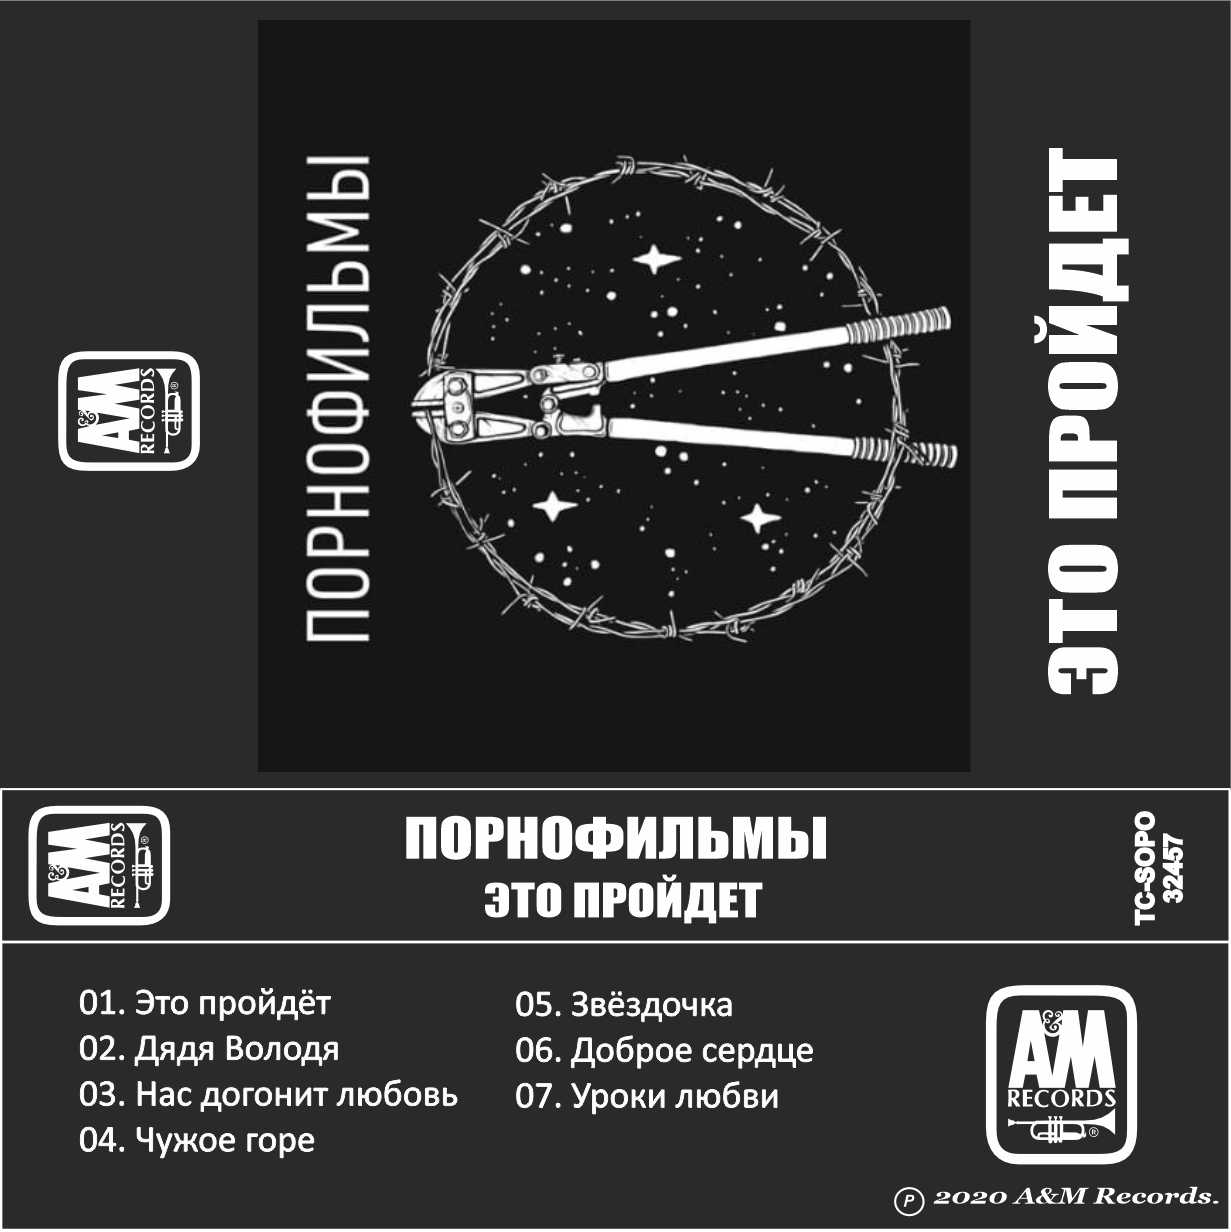 ПОРНОФИЛЬМЫ
ЭТО ПРОЙДЕТ
A&M
RECORDS
®
A&M
RECORDS
®
ПОРНОФИЛЬМЫ
ЭТО ПРОЙДЕТ
TC-SOPO
32457
01. Это пройдёт
02. Дядя Володя
03. Нас догонит любовь
04. Чужое горе
05. Звёздочка
06. Доброе сердце
07. Уроки любви
A&M
RECORDS
®
℗ 2020 A&M Records.